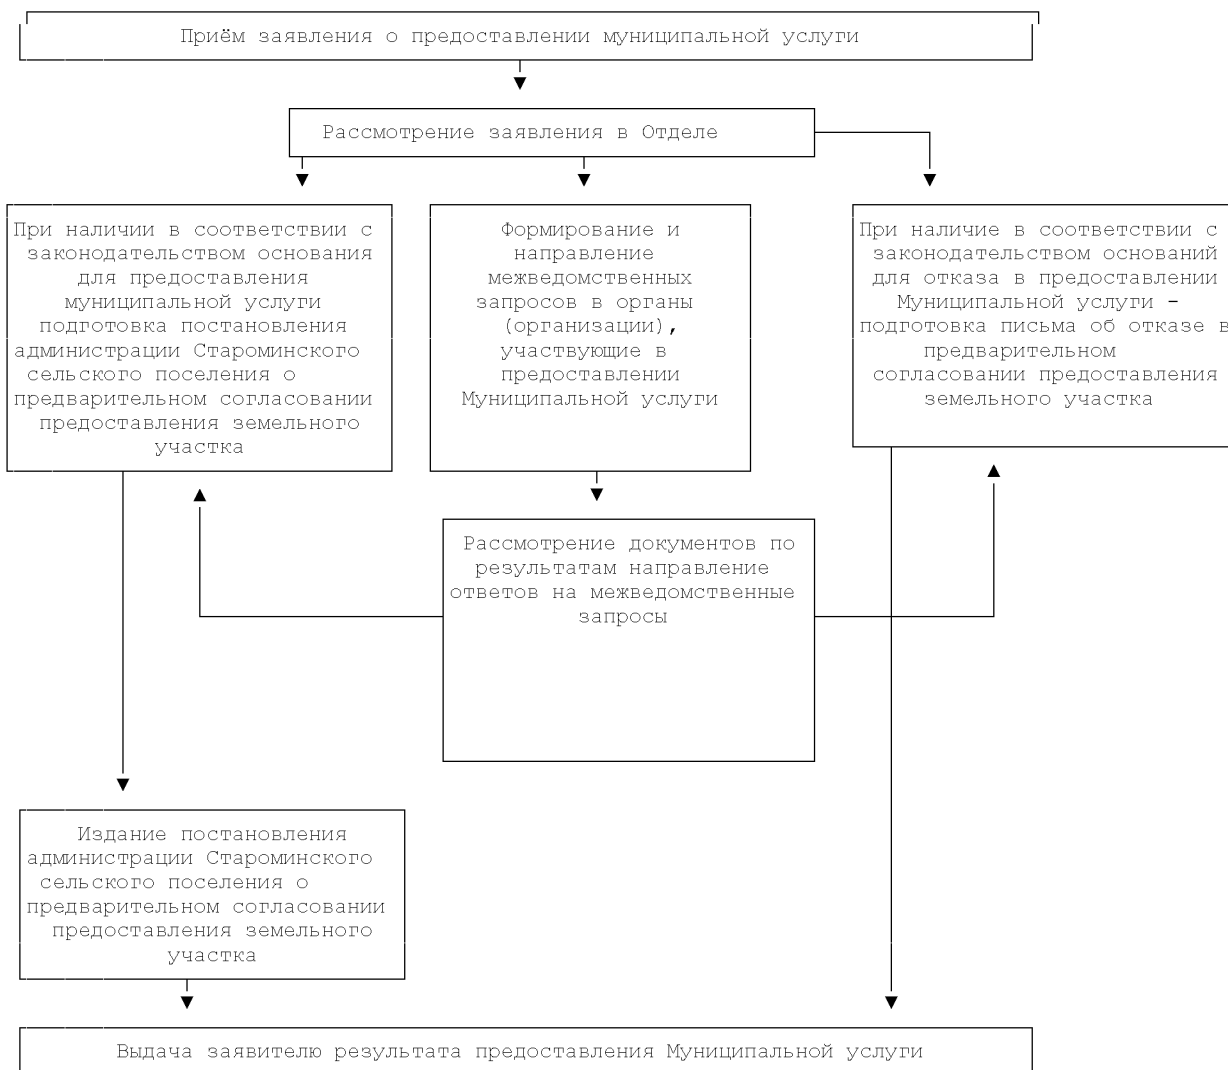 Приём заявления о предоставлении муниципальной услуги
Рассмотрение заявления в Отделе
При наличии в соответствии с
законодательством основания
для предоставления
муниципальной услуги
подготовка постановления
администрации Староминского
сельского поселения о
предварительном согласовании
предоставления земельного
участка
Формирование и
направление
межведомственных
запросов в органы
(организации),
участвующие в
предоставлении
Муниципальной услуги
При наличие в соответствии с
законодательством оснований
для отказа в предоставлении
Муниципальной услуги –
подготовка письма об отказе в
предварительном
согласовании предоставления
земельного участка
Рассмотрение документов по
результатам направление
ответов на межведомственные
запросы
Издание постановления
администрации Староминского
сельского поселения о
предварительном согласовании
предоставления земельного
участка
Выдача заявителю результата предоставления Муниципальной услуги